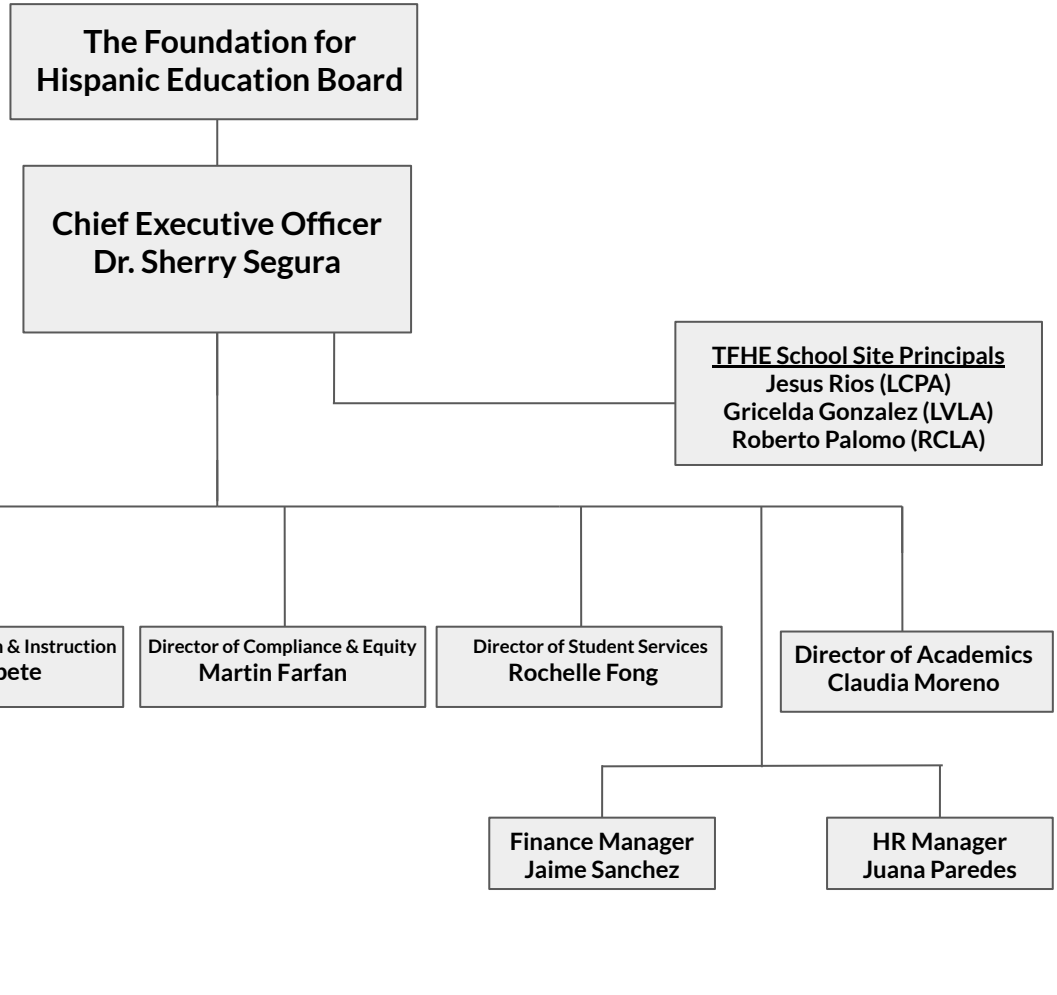 The Foundation for
Hispanic Education Board
Chief Executive Officer
Dr. Sherry Segura
TFHE School Site Principals
Jesus Rios (LCPA)
Gricelda Gonzalez (LVLA)
Roberto Palomo (RCLA)
& Instruction
Director of Compliance & Equity
Martin Farfan
Director of Student Services
Rochelle Fong
Director of Academics
Claudia Moreno
Finance Manager
Jaime Sanchez
HR Manager
Juana Paredes